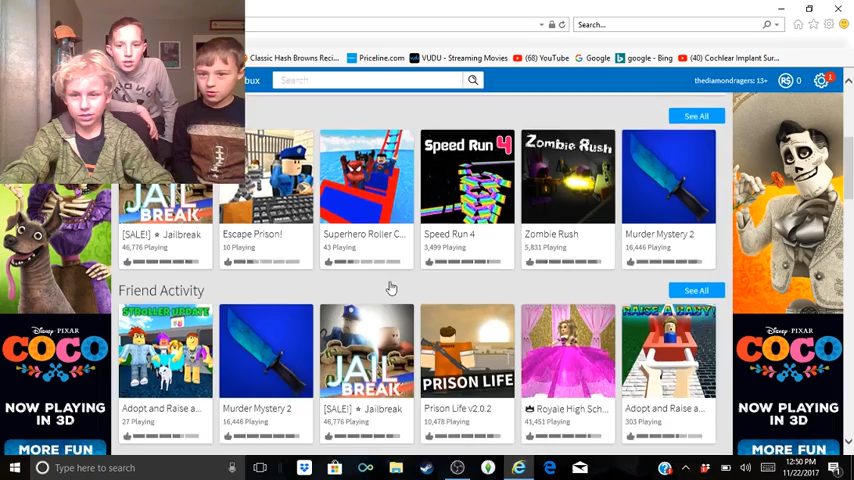 Search...
Classic Hash Browns Reci...
Priceline.com
VUDU - Streaming Movies
(68) YouTube
Google
google - Bing
(40) Cochlear Implant Sur...
bux
Search
thediamondragers: 13+
0
1
See All
JAIL
BREAK
Speed Run 4
Zombie Rush
[SALE!] ★ Jailbreak
Escape Prison!
Superhero Roller C...
Speed Run 4
Zombie Rush
Murder Mystery 2
46,776 Playing
10 Playing
43 Playing
3,499 Playing
5,831 Playing
16,446 Playing
Friend Activity
See All
STROLLER UPDATE
JAIL
BREAK
PRISON LIFE
RAISE A BABY!
Adopt and Raise a...
Murder Mystery 2
[SALE!] ★ Jailbreak
Prison Life v2.0.2
Royale High Sch...
Adopt and Raise a...
27 Playing
16,446 Playing
46,776 Playing
10,478 Playing
41,451 Playing
303 Playing
DISNEY · PIXAR
COCO
NOW PLAYING
IN 3D
MORE FUN
DISNEY · PIXAR
COCO
NOW PLAYING
IN 3D
MORE FUN
Type here to search
12:50 PM
11/22/2017